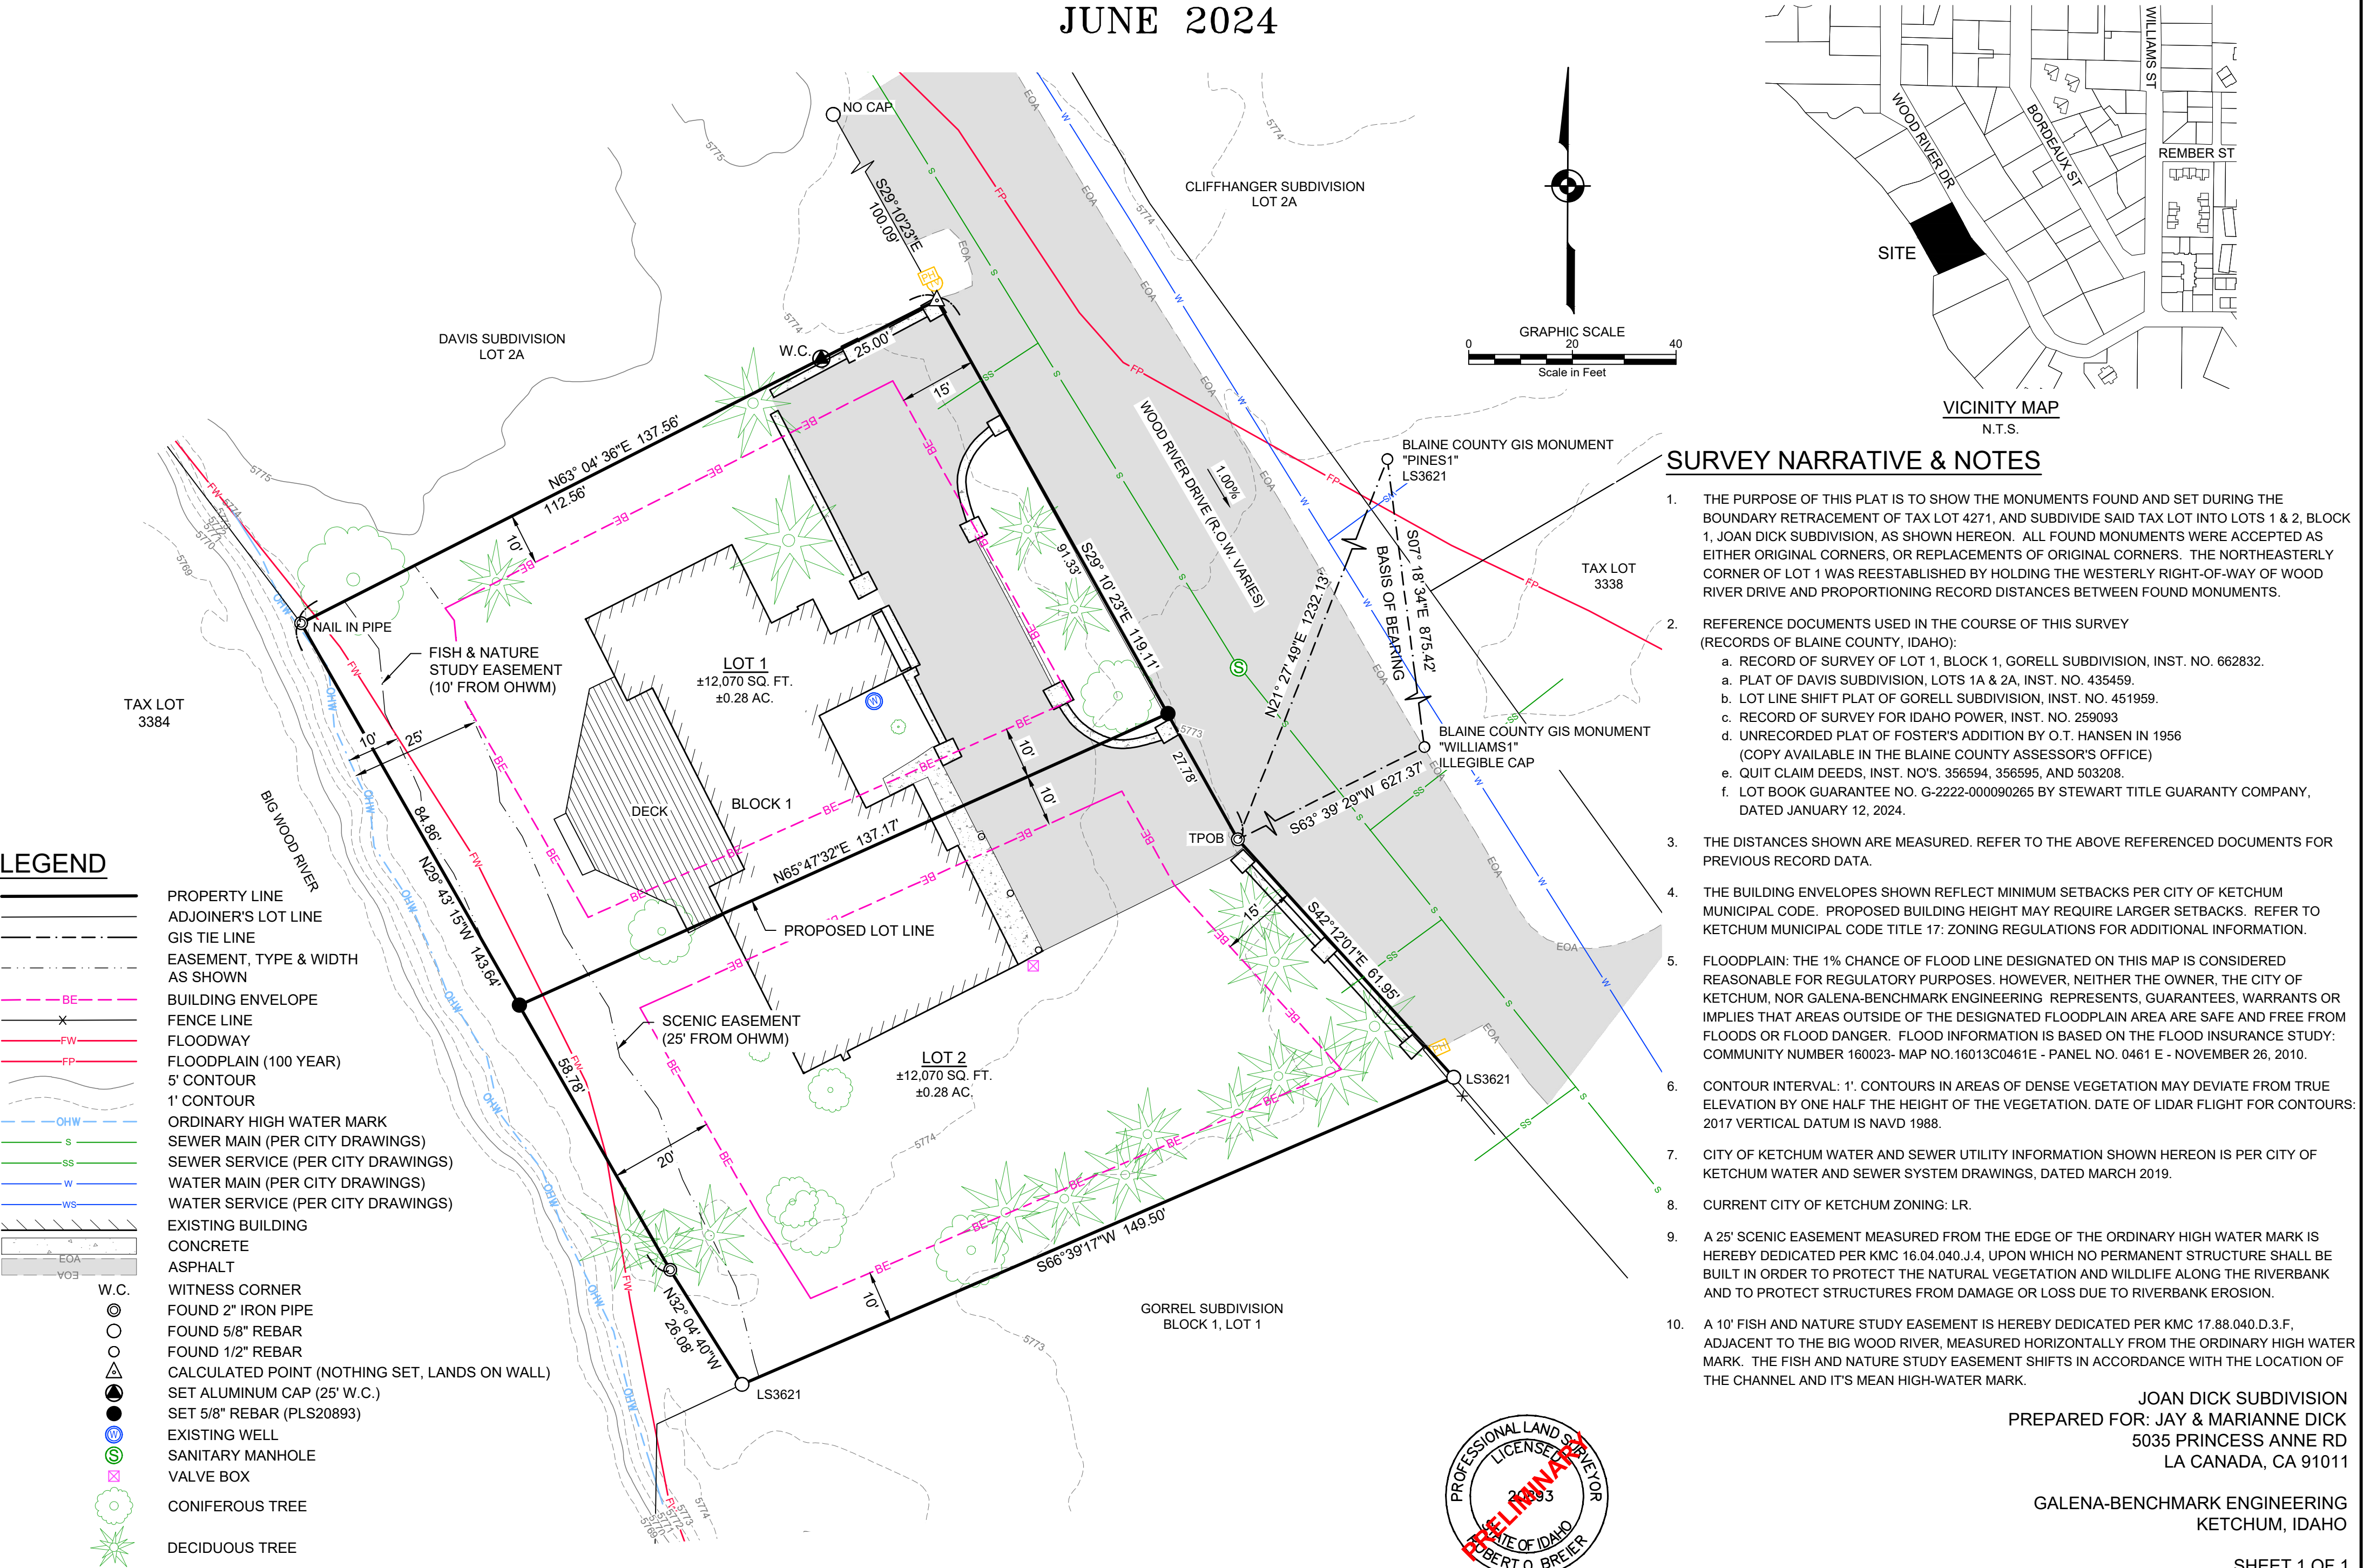 JUNE 2024
NO CAP
S29°10'23"E
100.09'
CLIFFHANGER SUBDIVISION
LOT 2A
DAVIS SUBDIVISION
LOT 2A
W.C.
25.00'
15'
N63° 04' 36"E 137.56'
112.56'
10'
NAIL IN PIPE
FISH & NATURE
STUDY EASEMENT
(10' FROM OHWM)
TAX LOT
3384
10'
25'
LOT 1
±12,070 SQ. FT.
±0.28 AC.
DECK
BLOCK 1
BIG WOOD RIVER
84.86'
N29° 43' 15"W 143.64'
58.78'
N65°47'32"E 137.17'
PROPOSED LOT LINE
10'
10'
91.33'
S29° 10' 23"E 119.11'
27.78'
WOOD RIVER DRIVE (R.O.W. VARIES)
1.00%
TPOB
N21° 27' 49"E 1232.13'
BASIS OF BEARING
S07° 18'34"E 875.42'
S63° 39' 29"W 627.37'
BLAINE COUNTY GIS MONUMENT
"PINES1"
LS3621
BLAINE COUNTY GIS MONUMENT
"WILLIAMS1"
ILLEGIBLE CAP
TAX LOT
3338
15'
S42°12'01"E 61.95'
LS3621
SCENIC EASEMENT
(25' FROM OHWM)
LOT 2
±12,070 SQ. FT.
±0.28 AC.
20'
10'
S66°39'17"W 149.50'
N32° 04' 40"W
26.08'
LS3621
GORREL SUBDIVISION
BLOCK 1, LOT 1
GRAPHIC SCALE
0 20 40
Scale in Feet
WILLIAMS ST
WOOD RIVER DR
BORDEAUX ST
REMBER ST
SITE
VICINITY MAP
N.T.S.
LEGEND
PROPERTY LINE
ADJOINER'S LOT LINE
GIS TIE LINE
EASEMENT, TYPE & WIDTH
AS SHOWN
BE BUILDING ENVELOPE
X FENCE LINE
FW FLOODWAY
FP FLOODPLAIN (100 YEAR)
5' CONTOUR
1' CONTOUR
OHW ORDINARY HIGH WATER MARK
S SEWER MAIN (PER CITY DRAWINGS)
SS SEWER SERVICE (PER CITY DRAWINGS)
W WATER MAIN (PER CITY DRAWINGS)
WS WATER SERVICE (PER CITY DRAWINGS)
EXISTING BUILDING
CONCRETE
EOA
EOA ASPHALT
W.C. WITNESS CORNER
FOUND 2" IRON PIPE
FOUND 5/8" REBAR
FOUND 1/2" REBAR
CALCULATED POINT (NOTHING SET, LANDS ON WALL)
SET ALUMINUM CAP (25' W.C.)
SET 5/8" REBAR (PLS20893)
W EXISTING WELL
S SANITARY MANHOLE
VALVE BOX
CONIFEROUS TREE
DECIDUOUS TREE
SURVEY NARRATIVE & NOTES
1. THE PURPOSE OF THIS PLAT IS TO SHOW THE MONUMENTS FOUND AND SET DURING THE
BOUNDARY RETRACEMENT OF TAX LOT 4271, AND SUBDIVIDE SAID TAX LOT INTO LOTS 1 & 2, BLOCK
1, JOAN DICK SUBDIVISION, AS SHOWN HEREON. ALL FOUND MONUMENTS WERE ACCEPTED AS
EITHER ORIGINAL CORNERS, OR REPLACEMENTS OF ORIGINAL CORNERS. THE NORTHEASTERLY
CORNER OF LOT 1 WAS REESTABLISHED BY HOLDING THE WESTERLY RIGHT-OF-WAY OF WOOD
RIVER DRIVE AND PROPORTIONING RECORD DISTANCES BETWEEN FOUND MONUMENTS.
2. REFERENCE DOCUMENTS USED IN THE COURSE OF THIS SURVEY
(RECORDS OF BLAINE COUNTY, IDAHO):
a. RECORD OF SURVEY OF LOT 1, BLOCK 1, GORELL SUBDIVISION, INST. NO. 662832.
a. PLAT OF DAVIS SUBDIVISION, LOTS 1A & 2A, INST. NO. 435459.
b. LOT LINE SHIFT PLAT OF GORELL SUBDIVISION, INST. NO. 451959.
c. RECORD OF SURVEY FOR IDAHO POWER, INST. NO. 259093
d. UNRECORDED PLAT OF FOSTER'S ADDITION BY O.T. HANSEN IN 1956
(COPY AVAILABLE IN THE BLAINE COUNTY ASSESSOR'S OFFICE)
e. QUIT CLAIM DEEDS, INST. NO'S. 356594, 356595, AND 503208.
f. LOT BOOK GUARANTEE NO. G-2222-000090265 BY STEWART TITLE GUARANTY COMPANY,
DATED JANUARY 12, 2024.
3. THE DISTANCES SHOWN ARE MEASURED. REFER TO THE ABOVE REFERENCED DOCUMENTS FOR
PREVIOUS RECORD DATA.
4. THE BUILDING ENVELOPES SHOWN REFLECT MINIMUM SETBACKS PER CITY OF KETCHUM
MUNICIPAL CODE. PROPOSED BUILDING HEIGHT MAY REQUIRE LARGER SETBACKS. REFER TO
KETCHUM MUNICIPAL CODE TITLE 17: ZONING REGULATIONS FOR ADDITIONAL INFORMATION.
5. FLOODPLAIN: THE 1% CHANCE OF FLOOD LINE DESIGNATED ON THIS MAP IS CONSIDERED
REASONABLE FOR REGULATORY PURPOSES. HOWEVER, NEITHER THE OWNER, THE CITY OF
KETCHUM, NOR GALENA-BENCHMARK ENGINEERING REPRESENTS, GUARANTEES, WARRANTS OR
IMPLIES THAT AREAS OUTSIDE OF THE DESIGNATED FLOODPLAIN AREA ARE SAFE AND FREE FROM
FLOODS OR FLOOD DANGER. FLOOD INFORMATION IS BASED ON THE FLOOD INSURANCE STUDY:
COMMUNITY NUMBER 160023- MAP NO.16013C0461E - PANEL NO. 0461 E - NOVEMBER 26, 2010.
6. CONTOUR INTERVAL: 1'. CONTOURS IN AREAS OF DENSE VEGETATION MAY DEVIATE FROM TRUE
ELEVATION BY ONE HALF THE HEIGHT OF THE VEGETATION. DATE OF LIDAR FLIGHT FOR CONTOURS:
2017 VERTICAL DATUM IS NAVD 1988.
7. CITY OF KETCHUM WATER AND SEWER UTILITY INFORMATION SHOWN HEREON IS PER CITY OF
KETCHUM WATER AND SEWER SYSTEM DRAWINGS, DATED MARCH 2019.
8. CURRENT CITY OF KETCHUM ZONING: LR.
9. A 25' SCENIC EASEMENT MEASURED FROM THE EDGE OF THE ORDINARY HIGH WATER MARK IS
HEREBY DEDICATED PER KMC 16.04.040.J.4, UPON WHICH NO PERMANENT STRUCTURE SHALL BE
BUILT IN ORDER TO PROTECT THE NATURAL VEGETATION AND WILDLIFE ALONG THE RIVERBANK
AND TO PROTECT STRUCTURES FROM DAMAGE OR LOSS DUE TO RIVERBANK EROSION.
10. A 10' FISH AND NATURE STUDY EASEMENT IS HEREBY DEDICATED PER KMC 17.88.040.D.3.F,
ADJACENT TO THE BIG WOOD RIVER, MEASURED HORIZONTALLY FROM THE ORDINARY HIGH WATER
MARK. THE FISH AND NATURE STUDY EASEMENT SHIFTS IN ACCORDANCE WITH THE LOCATION OF
THE CHANNEL AND IT'S MEAN HIGH-WATER MARK.
PROFESSIONAL LAND SURVEYOR
LICENSED
20893
PRELIMINARY
STATE OF IDAHO
ROBERT O. BREIER
JOAN DICK SUBDIVISION
PREPARED FOR: JAY & MARIANNE DICK
5035 PRINCESS ANNE RD
LA CANADA, CA 91011
GALENA-BENCHMARK ENGINEERING
KETCHUM, IDAHO
SHEET 1 OF 1